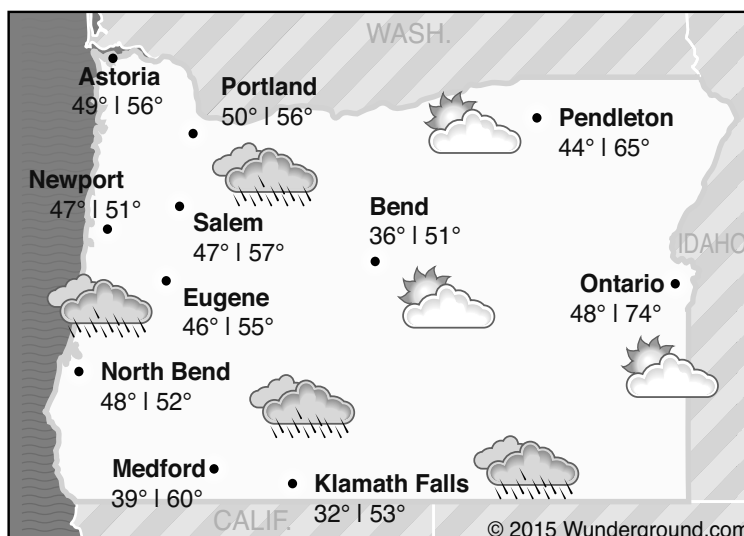 WASH.
Astoria
49° | 56°
Portland
50° | 56°
Pendleton
44° | 65°
Newport
47° | 51°
Salem
47° | 57°
Bend
36° | 51°
IDAHO
Eugene
46° | 55°
Ontario
48° | 74°
North Bend
48° | 52°
Medford
39° | 60°
Klamath Falls
32° | 53°
CALIF.
© 2015 Wunderground.com